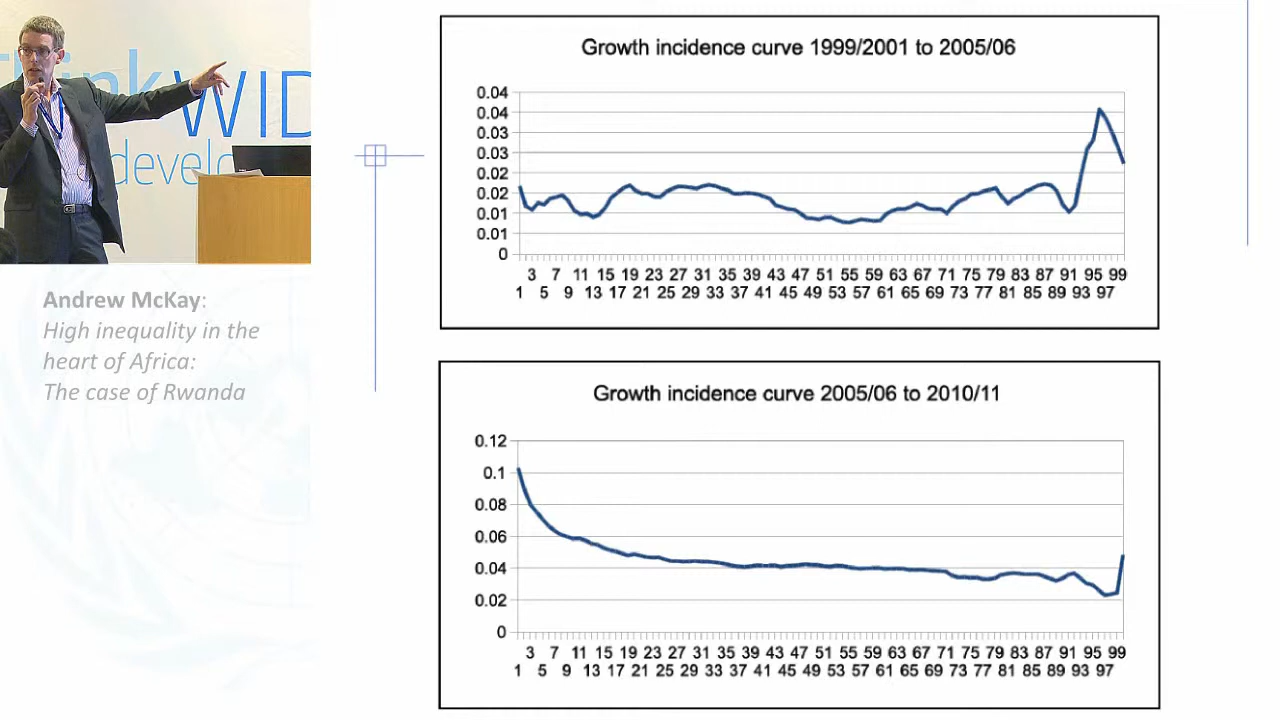 Think WID
develo
Andrew McKay:
High inequality in the
heart of Africa:
The case of Rwanda
Growth incidence curve 1999/2001 to 2005/06
0.04
0.04
0.03
0.03
0.02
0.02
0.01
0.01
0
3 7 11 15 19 23 27 31 35 39 43 47 51 55 59 63 67 71 75 79 83 87 91 95 99
1 5 9 13 17 21 25 29 33 37 41 45 49 53 57 61 65 69 73 77 81 85 89 93 97
Growth incidence curve 2005/06 to 2010/11
0.12
0.1
0.08
0.06
0.04
0.02
0
3 7 11 15 19 23 27 31 35 39 43 47 51 55 59 63 67 71 75 79 83 87 91 95 99
1 5 9 13 17 21 25 29 33 37 41 45 49 53 57 61 65 69 73 77 81 85 89 93 97